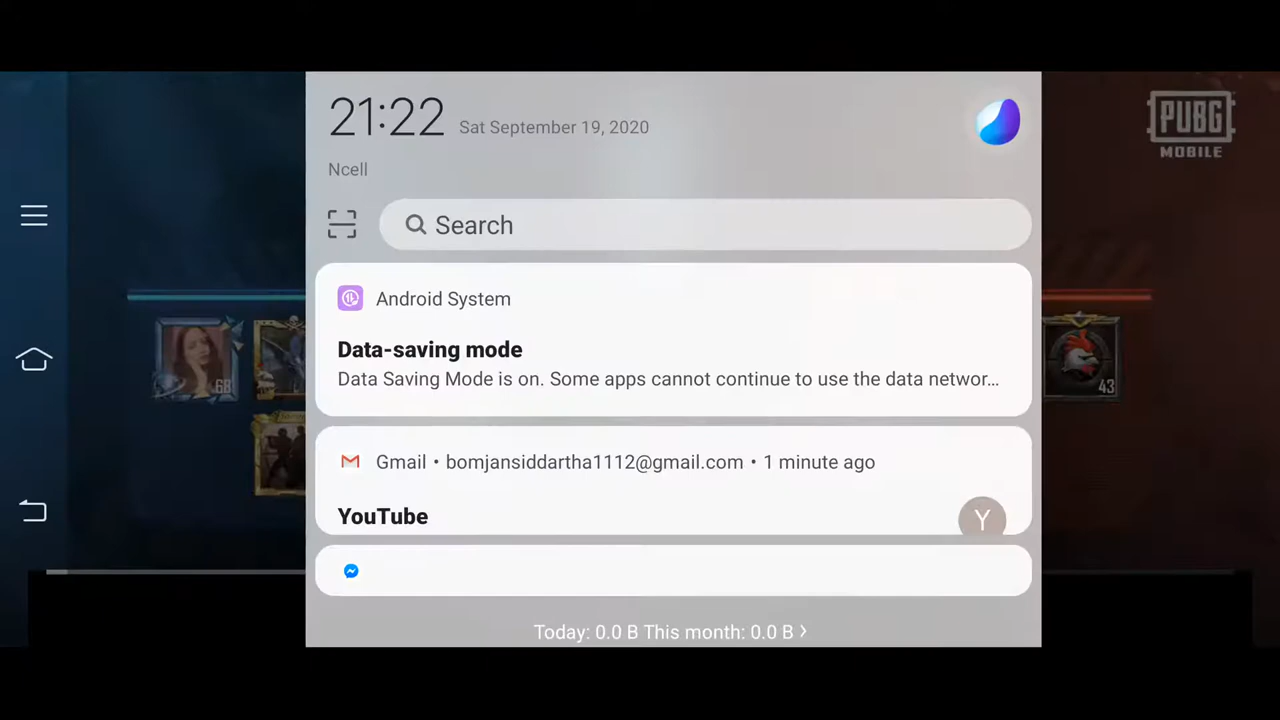 21:22 Sat September 19, 2020
PUBG
MOBILE
Ncell
Search
Android System
Data-saving mode
Data Saving Mode is on. Some apps cannot continue to use the data networ...
68
43
Gmail • bomjansiddartha1112@gmail.com • 1 minute ago
YouTube
Y
Today: 0.0 B This month: 0.0 B >